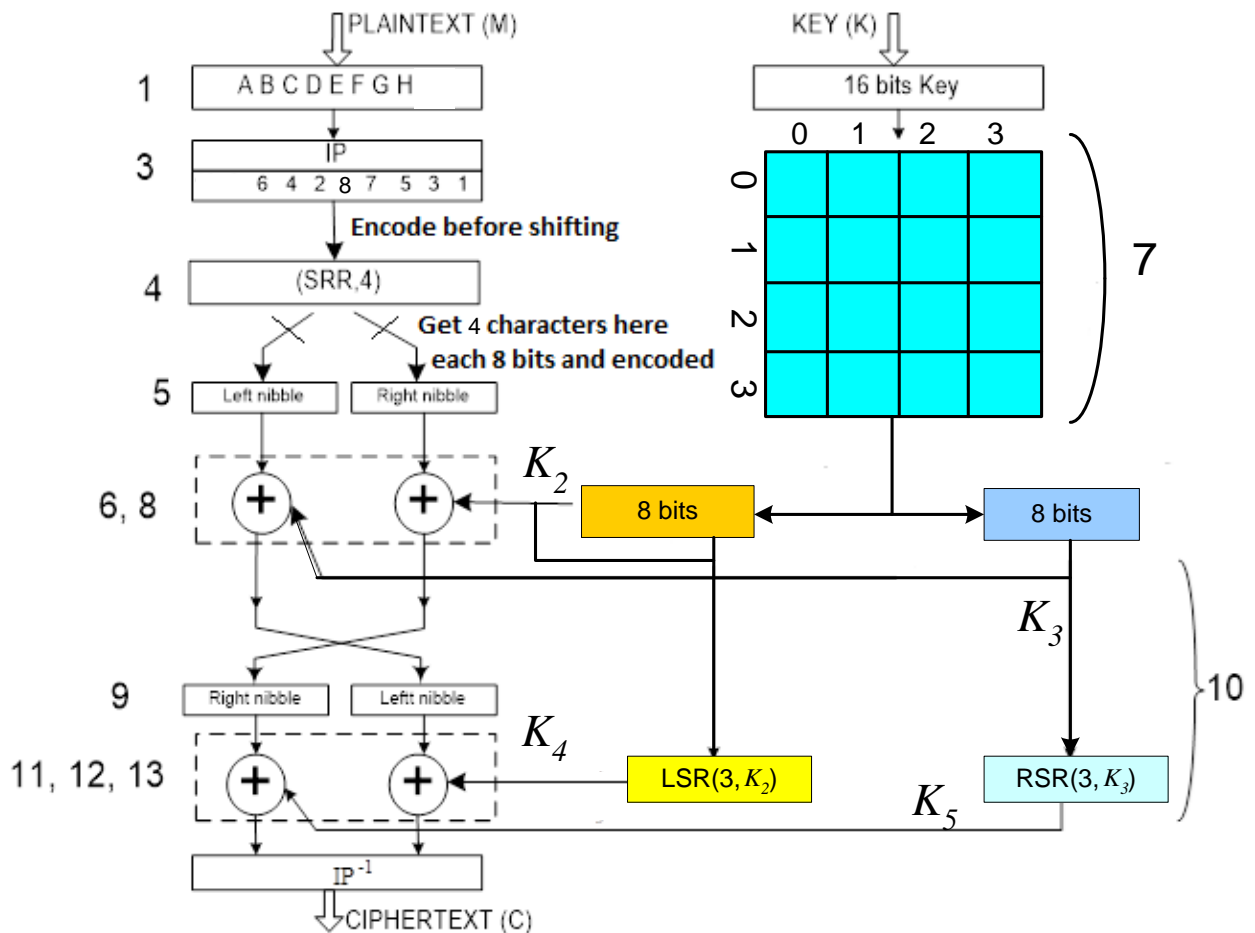 PLAINTEXT (M)
KEY (K)
1
A B C D E F G H
16 bits Key
0 1 2 3
3
IP
6 4 2 8 7 5 3 1
0
1
2
3
7
Encode before shifting
4
(SRR,4)
Get 4 characters here
each 8 bits and encoded
5
Left nibble
Right nibble
K2
6, 8
+
+
8 bits
8 bits
K3
9
Right nibble
Leftt nibble
10
K4
11, 12, 13
+
+
LSR(3, K2)
RSR(3, K3)
K5
IP-1
CIPHERTEXT (C)